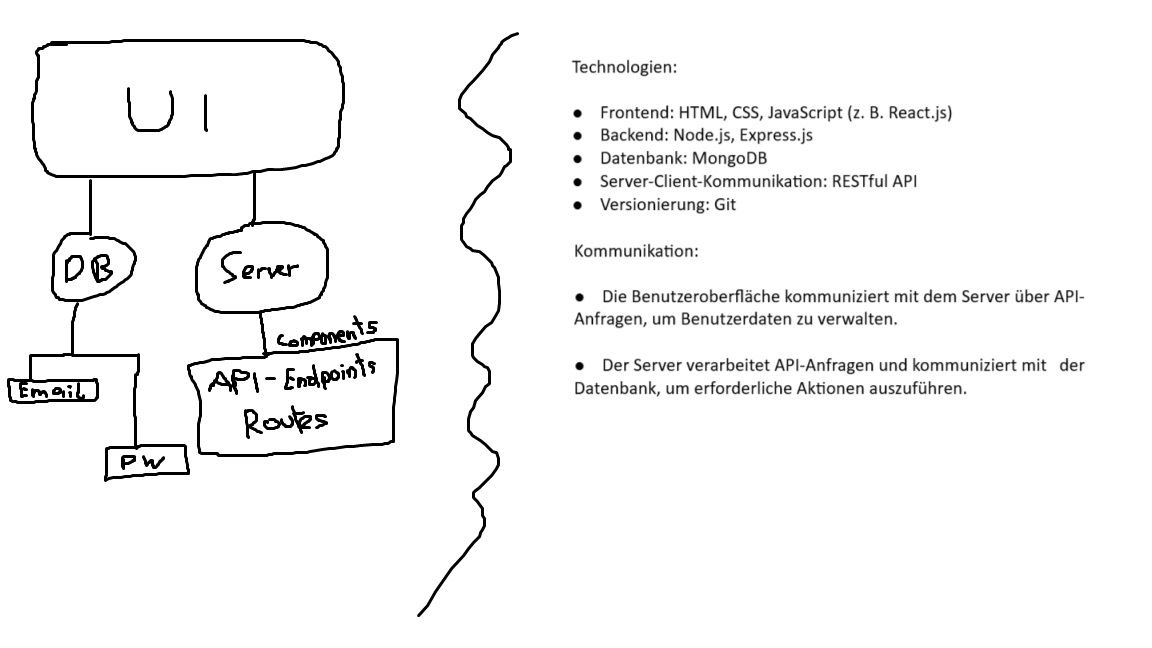 UI
DB
Server
Components
Email
API-Endpoints
Routes
PW
Technologien:
● Frontend: HTML, CSS, JavaScript (z. B. React.js)
● Backend: Node.js, Express.js
● Datenbank: MongoDB
● Server-Client-Kommunikation: RESTful API
● Versionierung: Git
Kommunikation:
● Die Benutzeroberfläche kommuniziert mit dem Server über API-
Anfragen, um Benutzerdaten zu verwalten.
● Der Server verarbeitet API-Anfragen und kommuniziert mit der
Datenbank, um erforderliche Aktionen auszuführen.